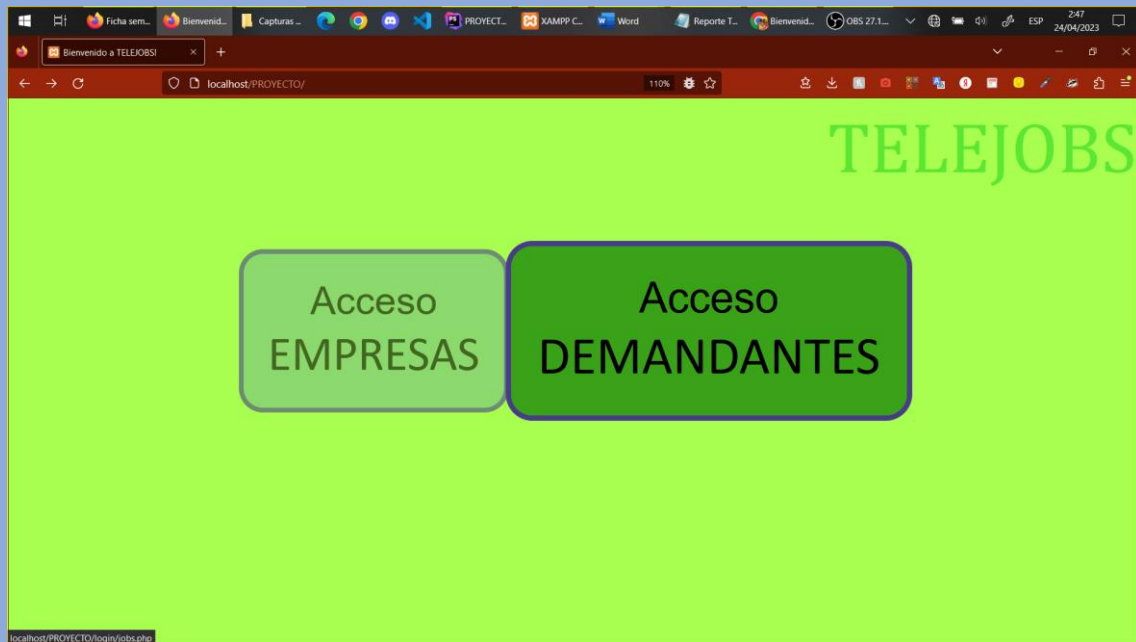 Ficha sem...
Bienvenid...
Capturas ...
PROYECT...
XAMPP C...
Word
Reporte T...
Bienvenid...
OBS 27.1...
ESP
2:47
24/04/2023
Bienvenido a TELEJOBS!
localhost/PROYECTO/
110%
TELEJOBS
Acceso
EMPRESAS
Acceso
DEMANDANTES
localhost/PROYECTO/login/jobs.php